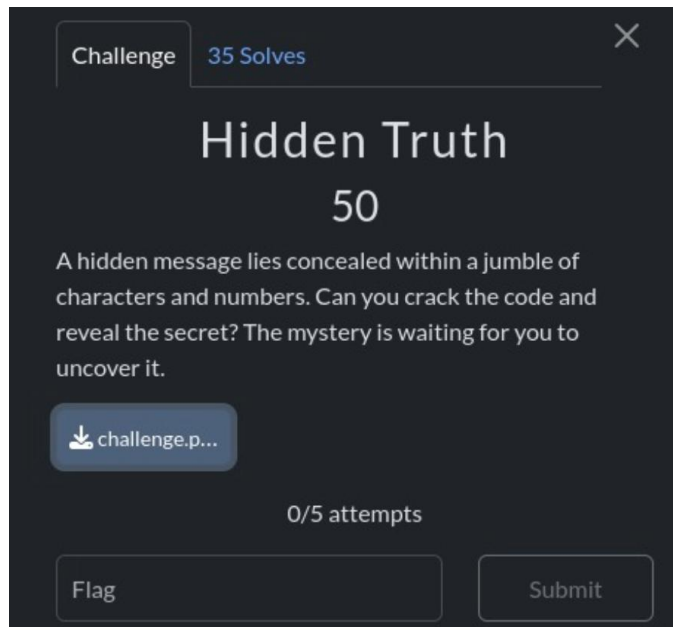 Challenge 35 Solves
Hidden Truth
50
A hidden message lies concealed within a jumble of
characters and numbers. Can you crack the code and
reveal the secret? The mystery is waiting for you to
uncover it.
challenge.p...
0/5 attempts
Flag Submit